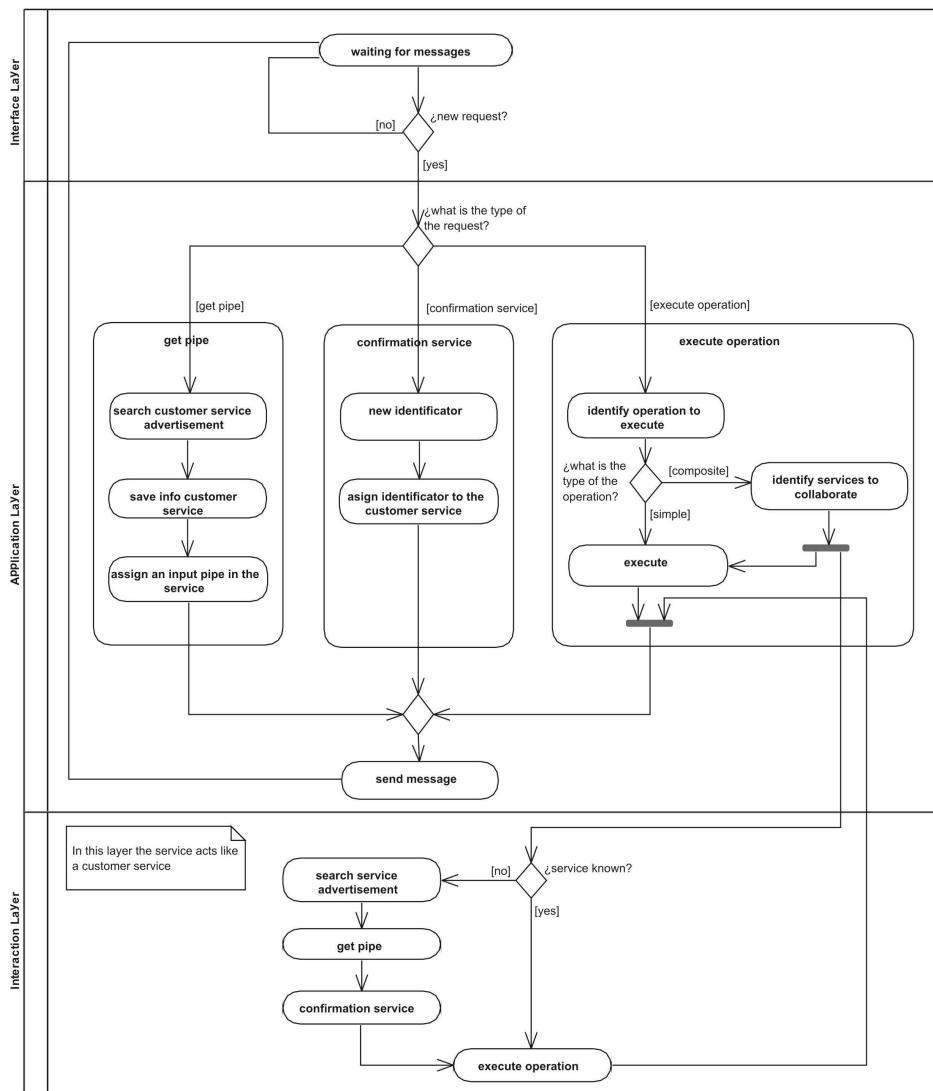 Interface LaYer
waiting for messages
¿new request?
[no]
[yes]
APPlication LaYer
¿what is the type of
the request?
[get pipe]
[confirmation service]
[execute operation]
get pipe
search customer service
advertisement
save info customer
service
assign an input pipe in the
service
confirmation service
new identificator
asign identificator to the
customer service
execute operation
identify operation to
execute
¿what is the
type of the
operation?
[composite]
identify services to
collaborate
[simple]
execute
send message
Interaction LaYer
In this layer the service acts like
a customer service
¿service known?
[no]
[yes]
search service
advertisement
get pipe
confirmation service
execute operation